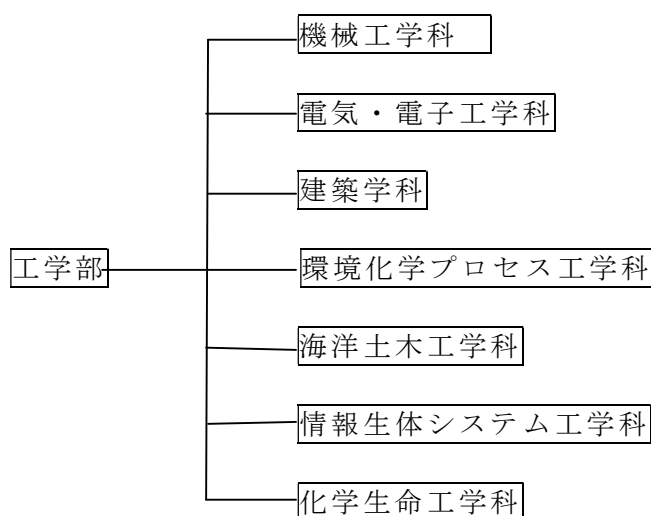 機械工学科
電気・電子工学科
建築学科
工学部
環境化学プロセス工学科
海洋土木工学科
情報生体システム工学科
化学生命工学科